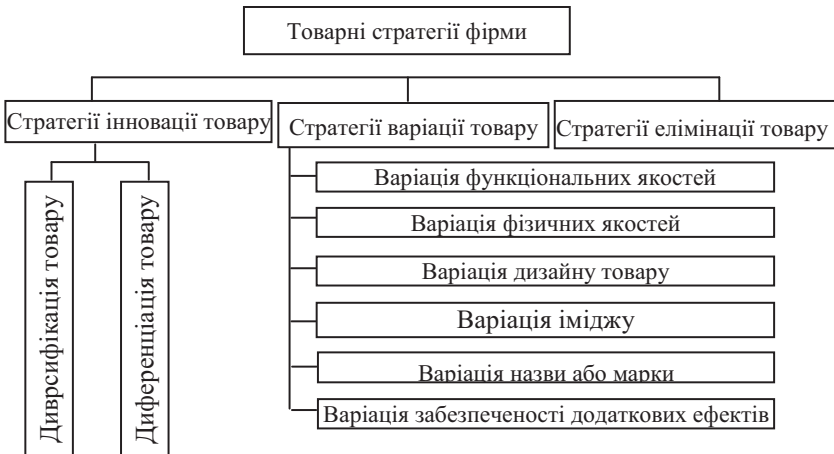 Товарні стратегії фірми
Стратегії інновації товару
Стратегії варіації товару
Стратегії елімінації товару
Диврсифікація товару
Диференціація товару
Варіація функціональних якостей
Варіація фізичних якостей
Варіація дизайну товару
Варіація іміджу
Варіація назви або марки
Варіація забезпеченості додаткових ефектів